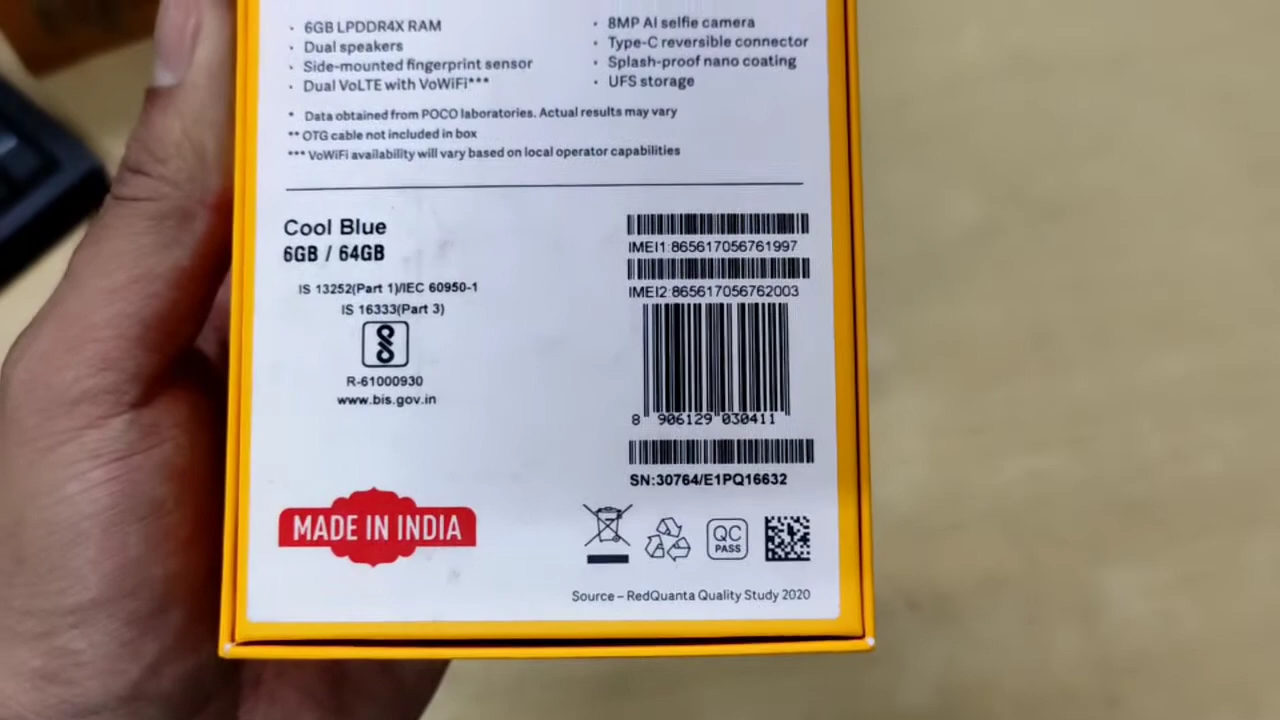 · 6GB LPDDR4X RAM
· Dual speakers
· Side-mounted fingerprint sensor
· Dual VoLTE with VoWiFi***
· 8MP AI selfie camera
· Type-C reversible connector
· Splash-proof nano coating
· UFS storage
* Data obtained from POCO laboratories. Actual results may vary
** OTG cable not included in box
*** VoWiFi availability will vary based on local operator capabilities
Cool Blue
6GB / 64GB
IS 13252(Part 1)/IEC 60950-1
IS 16333(Part 3)
R-61000930
www.bis.gov.in
MADE IN INDIA
IMEI1:865617056761997
IMEI2:865617056762003
8 906129 030411
SN:30764/E1PQ16632
QC
PASS
Source – RedQuanta Quality Study 2020